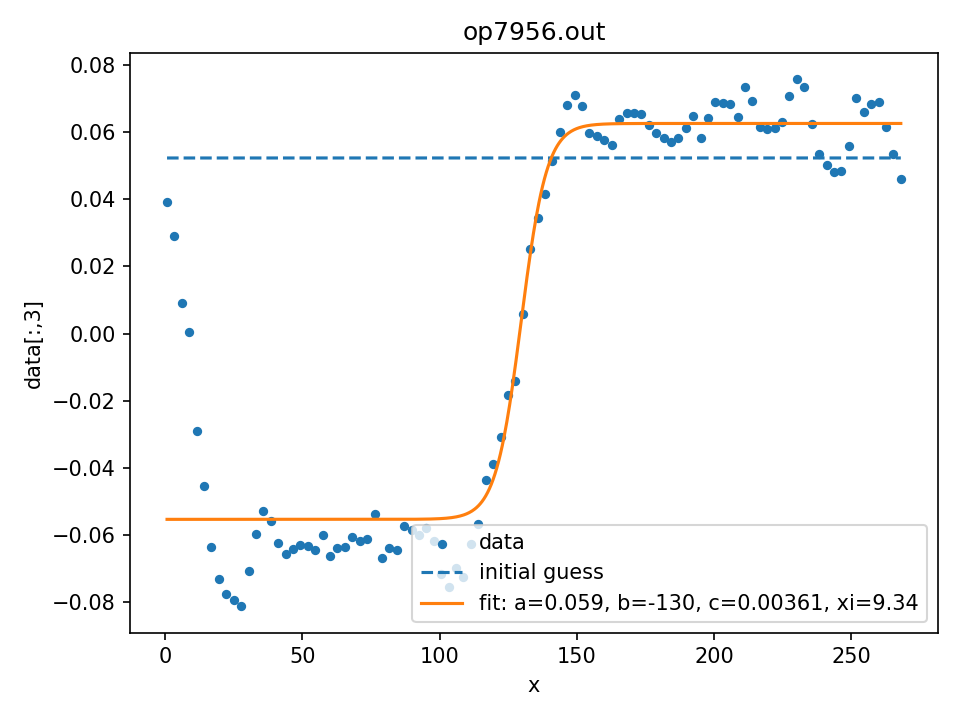 op7956.out
0.08
0.06
0.04
0.02
0.00
−0.02
−0.04
−0.06
−0.08
data[:,3]
data
initial guess
fit: a=0.059, b=-130, c=0.00361, xi=9.34
0 50 100 150 200 250
x